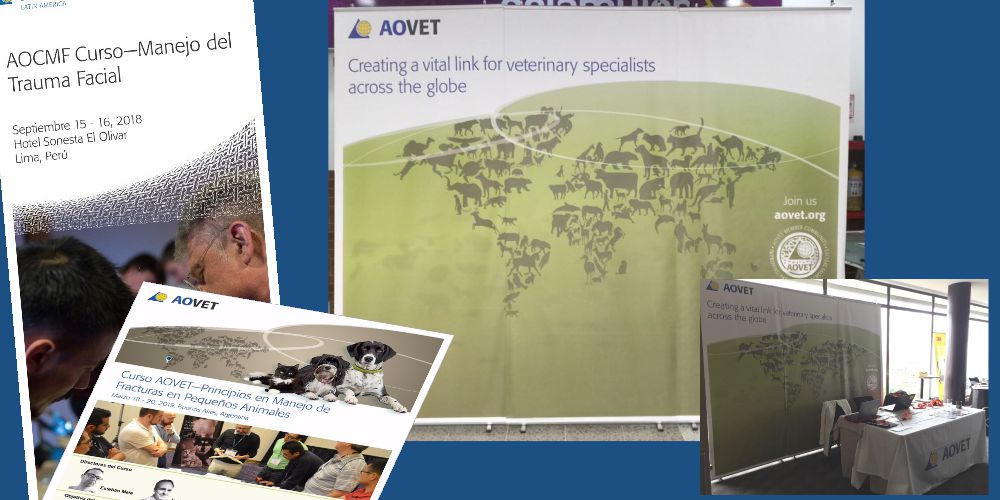 LATIN AMERICA
AOCMF Curso—Manejo del
Trauma Facial
Septiembre 15 - 16, 2018
Hotel Sonesta El Olivar
Lima, Perú
AOVET
Creating a vital link for veterinary specialists
across the globe
Join us
aovet.org
AOVET
AOVET
Curso AOVET—Principios en Manejo de
Fracturas en Pequeños Animales
Marzo 18 - 20, 2019, Buenos Aires, Argentina
Directores del Curso
Esteban Mele
AOVET
Creating a vital link for veterinary specialists
across the globe
AOVET